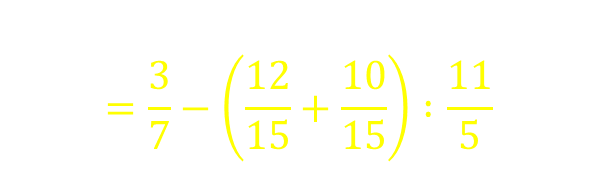 = 3/7 − (12/15 + 10/15) : 11/5